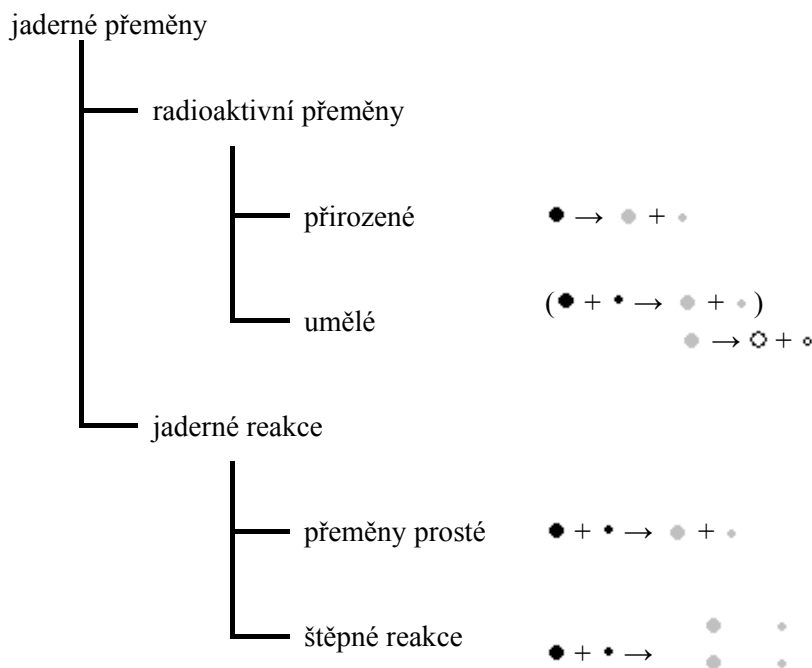 jaderné přeměny
radioaktivní přeměny
přirozené → +
( + → + )
umělé
→ +
jaderné reakce
přeměny prosté + → +
štěpné reakce + →